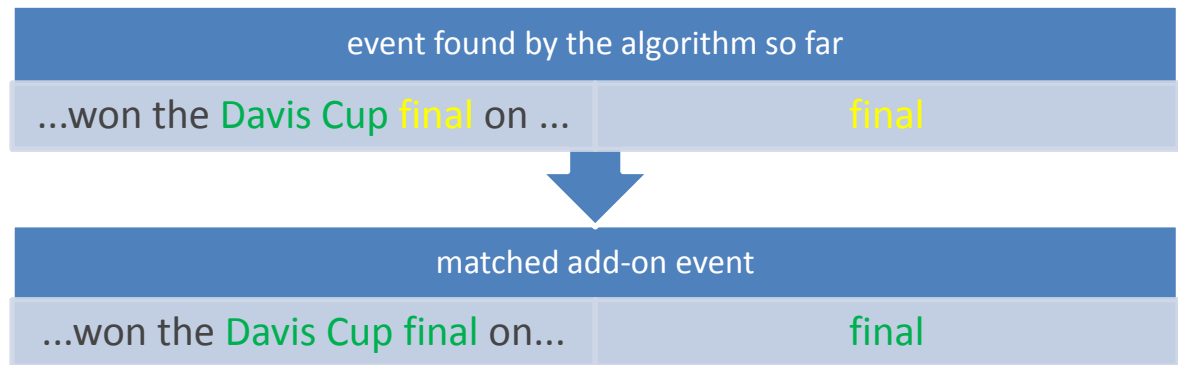 event found by the algorithm so far
...won the Davis Cup final on ...
final
matched add-on event
...won the Davis Cup final on...
final